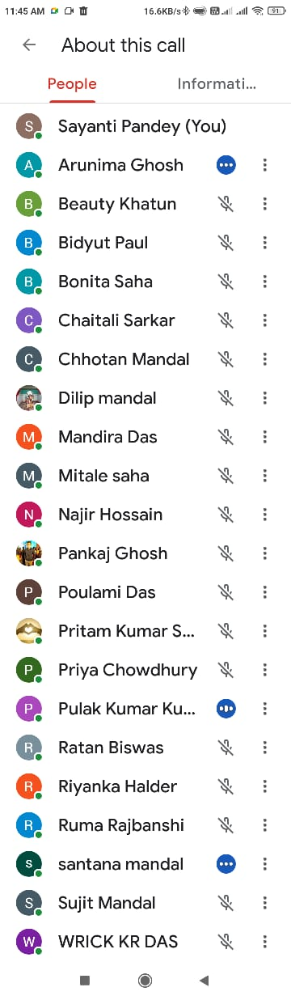 11:45 AM 16.6KB/s 91
About this call
People Informati...
S Sayanti Pandey (You)
A Arunima Ghosh
B Beauty Khatun
B Bidyut Paul
B Bonita Saha
C Chaitali Sarkar
C Chhotan Mandal
Dilip mandal
M Mandira Das
M Mitale saha
N Najir Hossain
Pankaj Ghosh
P Poulami Das
Pritam Kumar S...
P Priya Chowdhury
P Pulak Kumar Ku...
R Ratan Biswas
R Riyanka Halder
R Ruma Rajbanshi
s santana mandal
S Sujit Mandal
W WRICK KR DAS